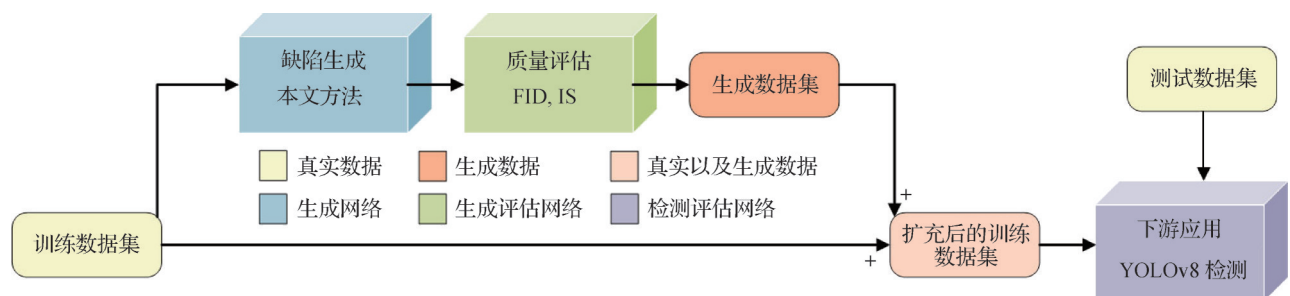 缺陷生成
本文方法
质量评估
FID, IS
生成数据集
测试数据集
真实数据
生成数据
真实以及生成数据
生成网络
生成评估网络
检测评估网络
训练数据集
+
+
扩充后的训练
数据集
下游应用
YOLOv8 检测